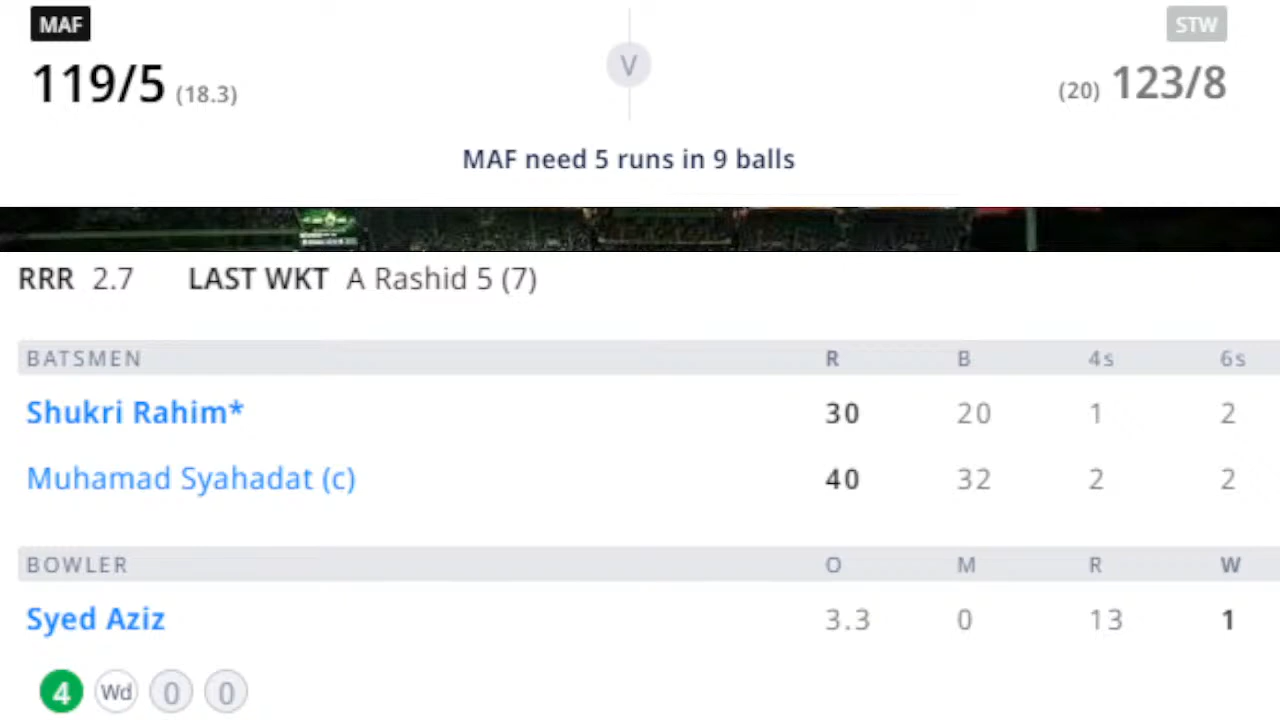 MAF
STW
119/5 (18.3)
V
(20) 123/8
MAF need 5 runs in 9 balls
RRR 2.7 LAST WKT A Rashid 5 (7)
BATSMEN R B 4s 6s
Shukri Rahim* 30 20 1 2
Muhamad Syahadat (c) 40 32 2 2
BOWLER O M R W
Syed Aziz 3.3 0 13 1
4 Wd 0 0